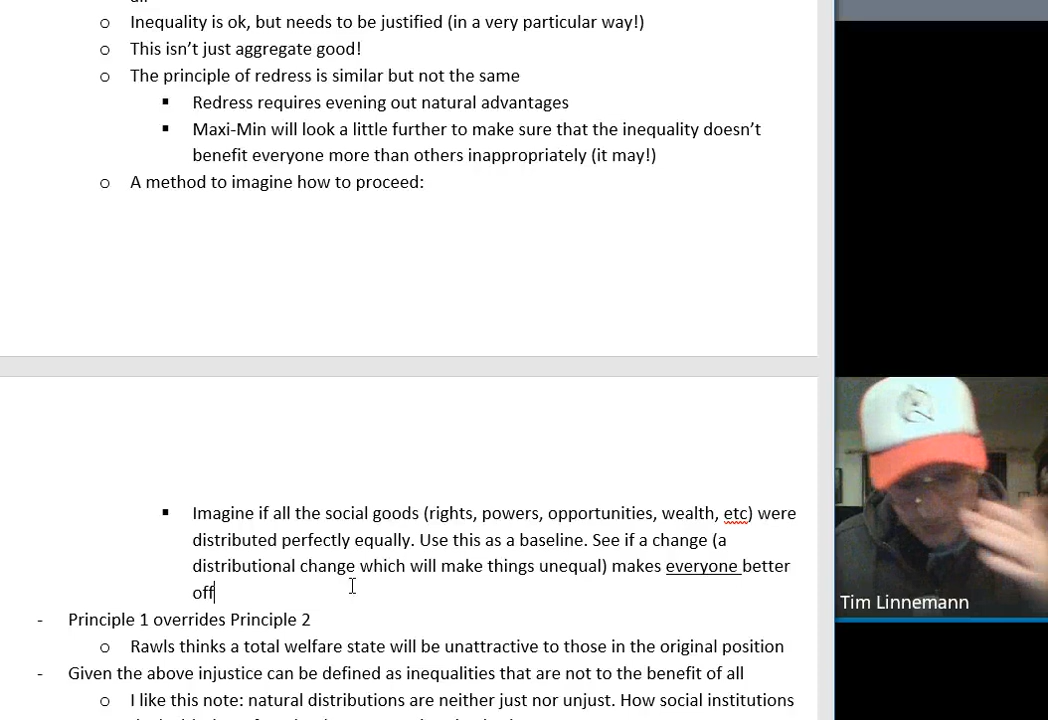 Inequality is ok, but needs to be justified (in a very particular way!)
This isn't just aggregate good!
The principle of redress is similar but not the same
Redress requires evening out natural advantages
Maxi-Min will look a little further to make sure that the inequality doesn't
benefit everyone more than others inappropriately (it may!)
A method to imagine how to proceed:
Imagine if all the social goods (rights, powers, opportunities, wealth, etc) were
distributed perfectly equally. Use this as a baseline. See if a change (a
distributional change which will make things unequal) makes everyone better
off
- Principle 1 overrides Principle 2
Rawls thinks a total welfare state will be unattractive to those in the original position
- Given the above injustice can be defined as inequalities that are not to the benefit of all
I like this note: natural distributions are neither just nor unjust. How social institutions
Tim Linnemann